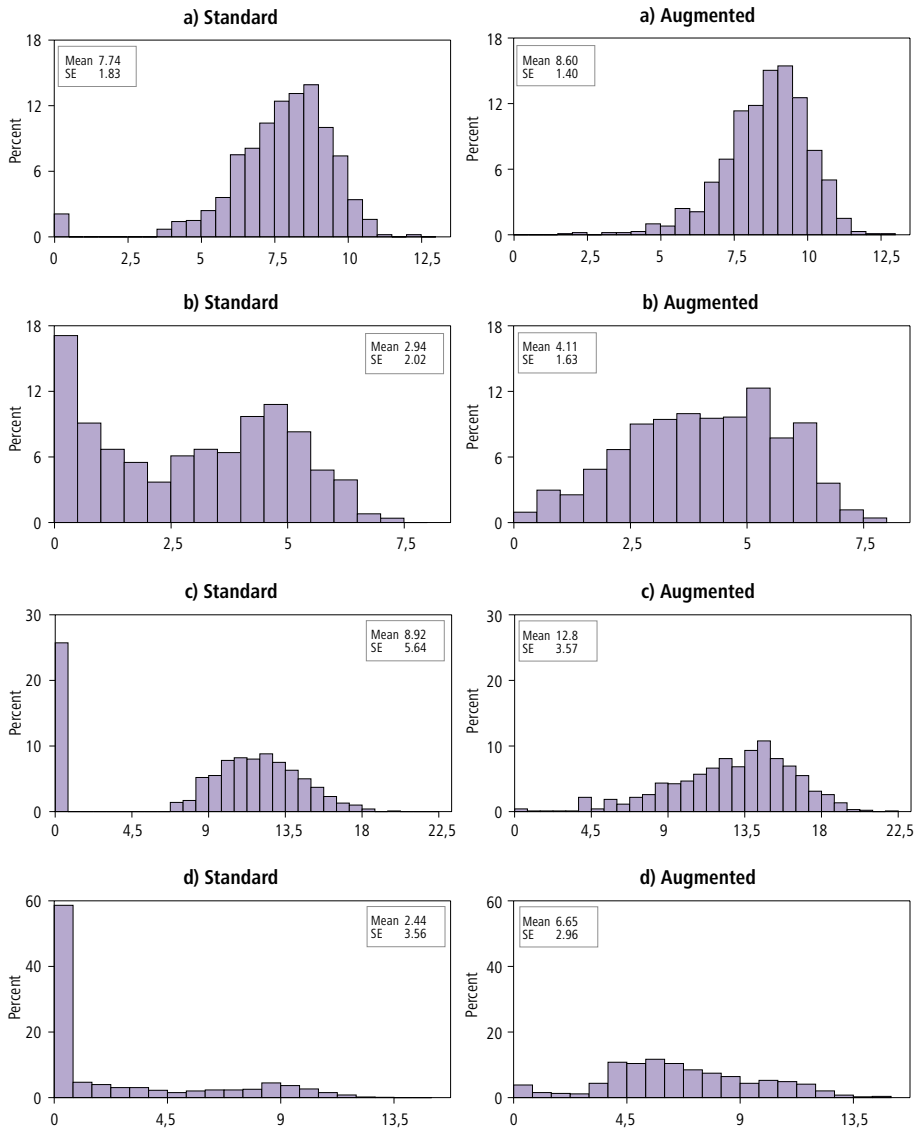 a) Standard
18
12
6
0
Percent
Mean 7.74
SE 1.83
0 2,5 5 7,5 10 12,5
a) Augmented
18
12
6
0
Percent
Mean 8.60
SE 1.40
0 2,5 5 7,5 10 12,5
b) Standard
18
12
6
0
Percent
Mean 2.94
SE 2.02
0 2,5 5 7,5
b) Augmented
18
12
6
0
Percent
Mean 4.11
SE 1.63
0 2,5 5 7,5
c) Standard
30
20
10
0
Percent
Mean 8.92
SE 5.64
0 4,5 9 13,5 18 22,5
c) Augmented
30
20
10
0
Percent
Mean 12.8
SE 3.57
0 4,5 9 13,5 18 22,5
d) Standard
60
40
20
0
Percent
Mean 2.44
SE 3.56
0 4,5 9 13,5
d) Augmented
60
40
20
0
Percent
Mean 6.65
SE 2.96
0 4,5 9 13,5